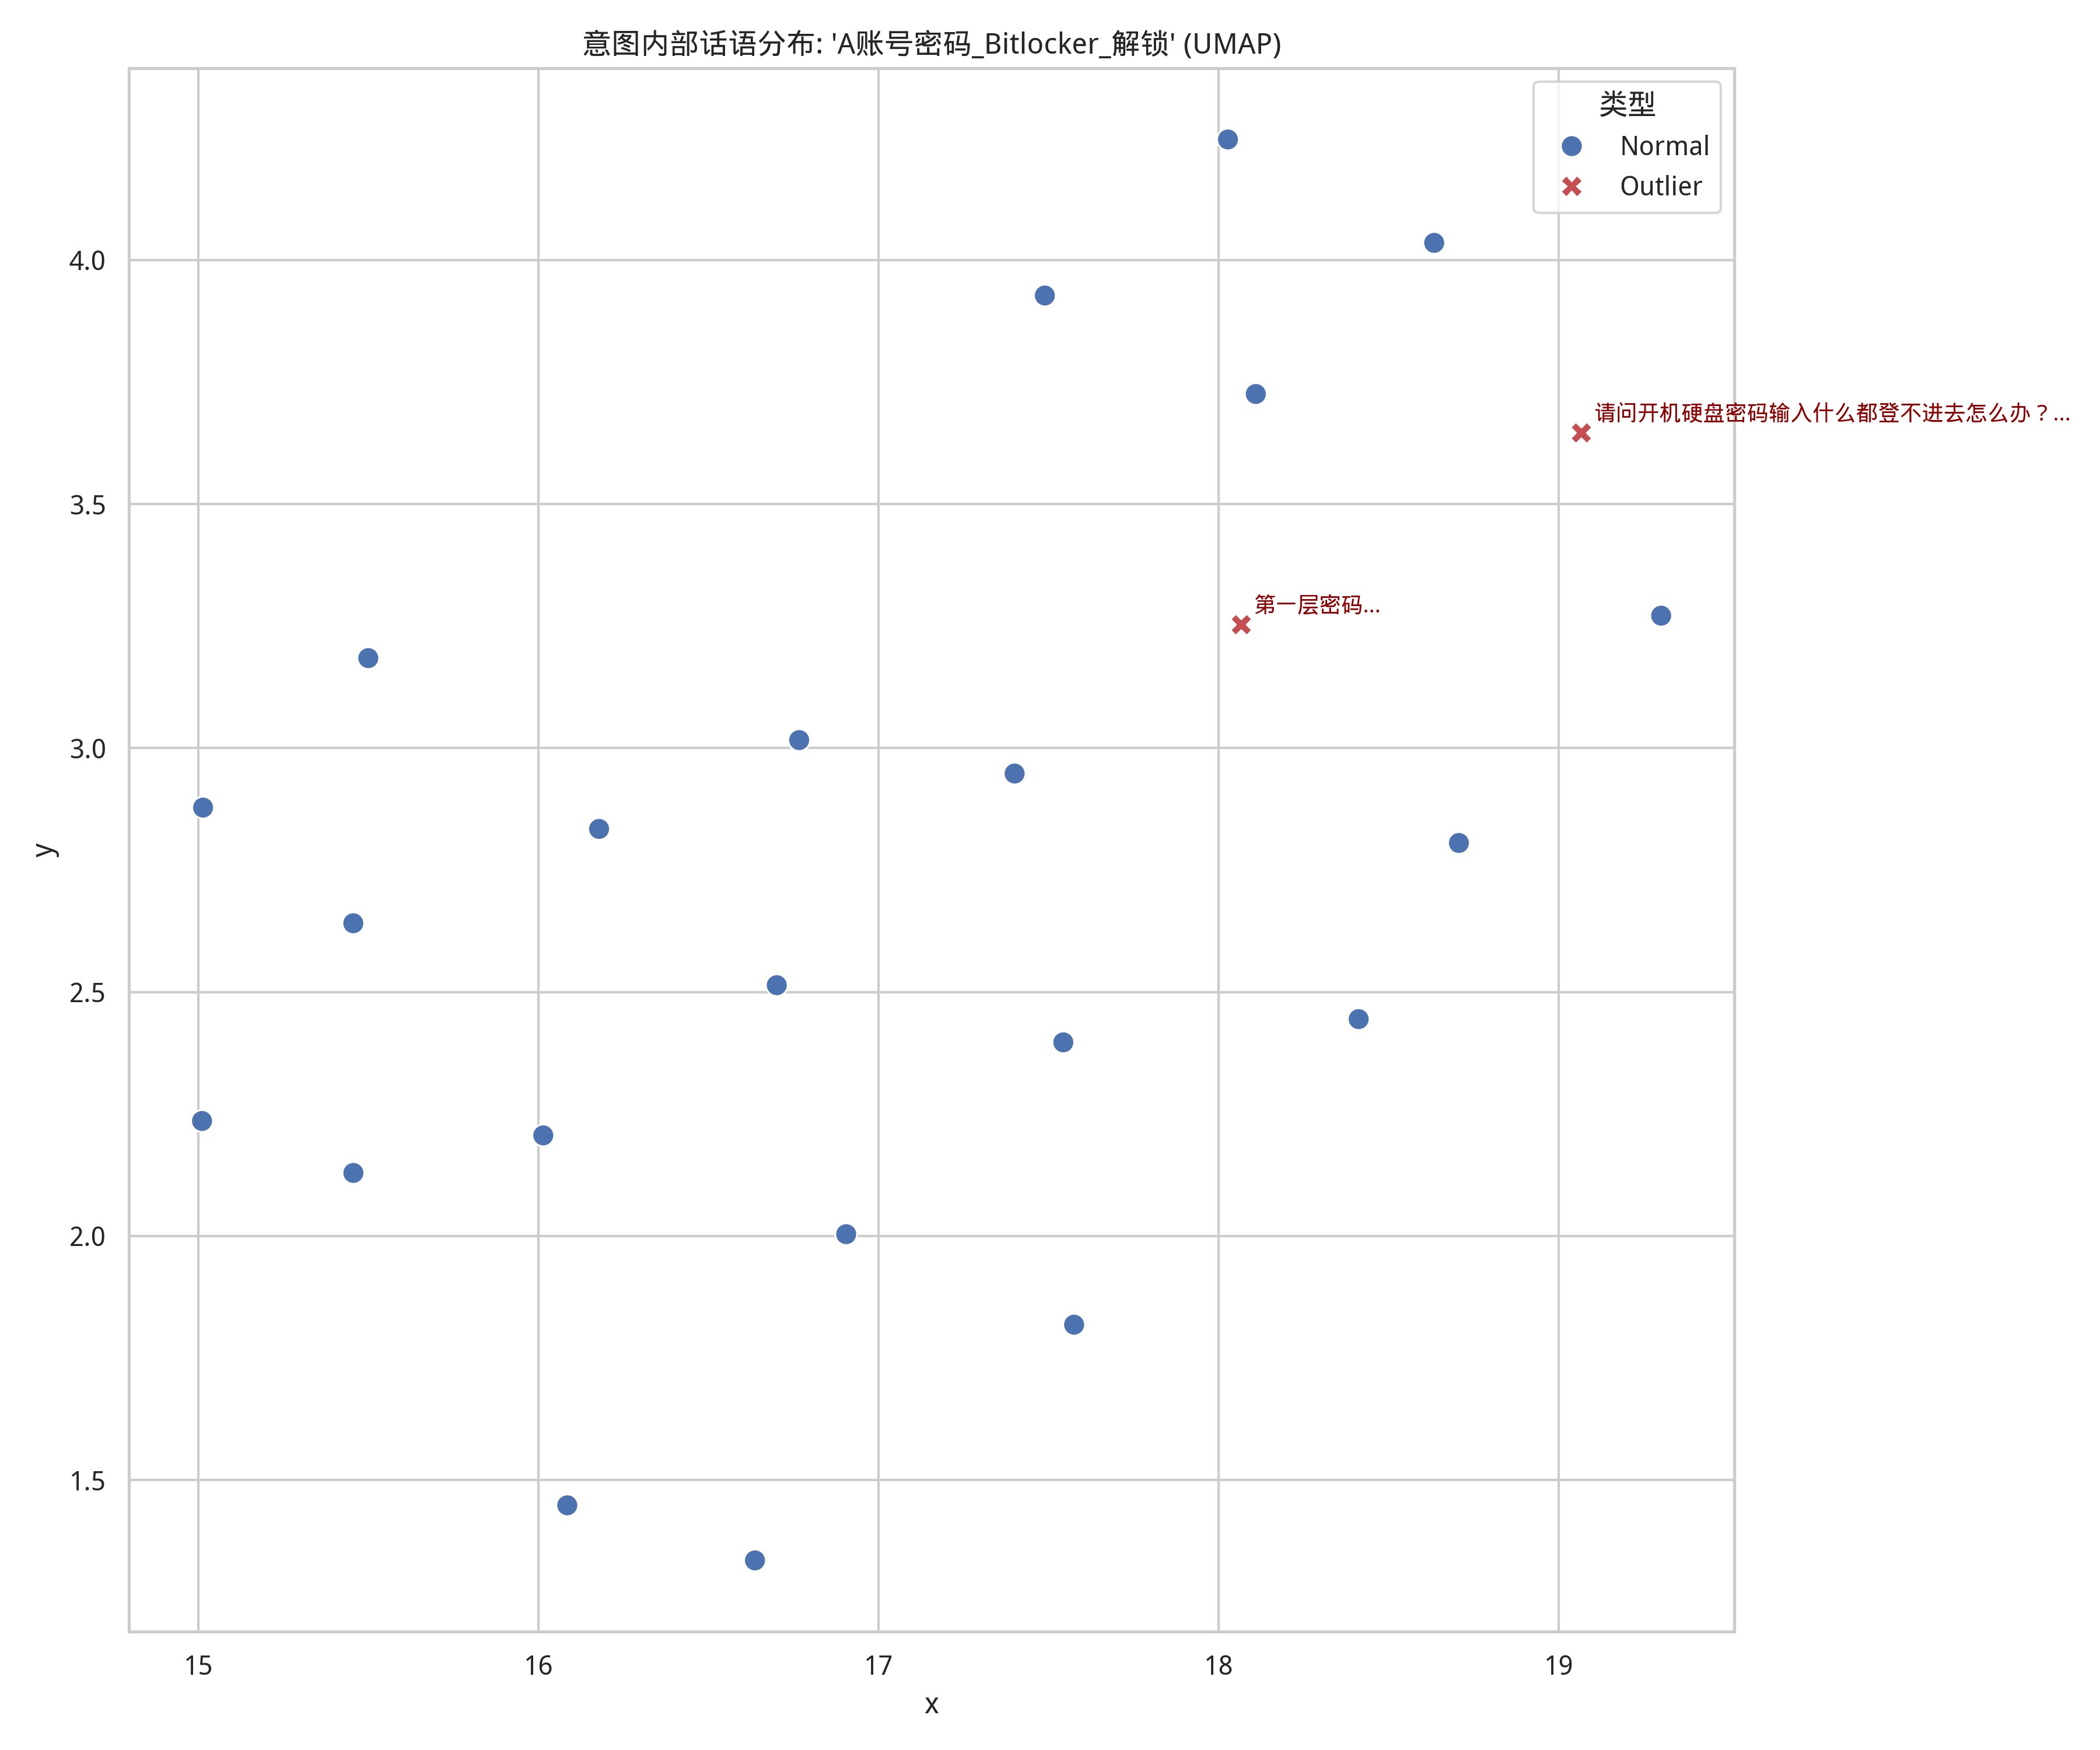 意图内部话语分布: 'A账号密码_Bitlocker_解锁' (UMAP)
类型
Normal
Outlier
4.0
请问开机硬盘密码输入什么都登不进去怎么办？...
3.5
第一层密码...
3.0
y
2.5
2.0
1.5
15 16 17 18 19
x